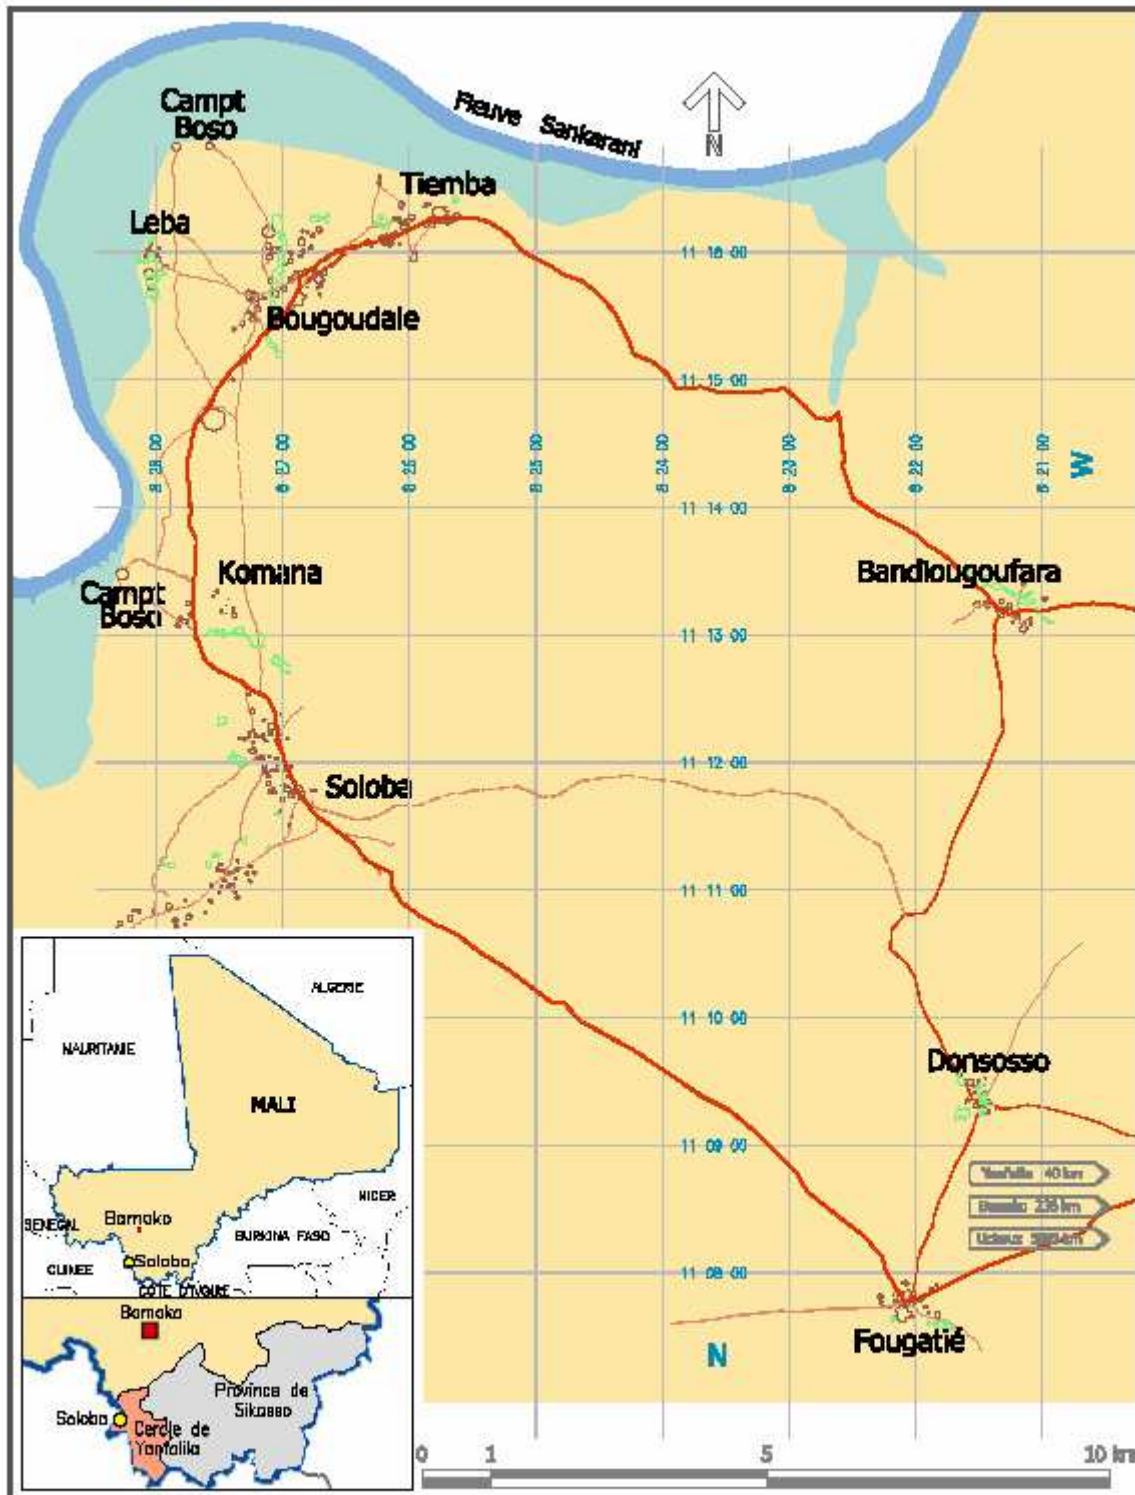 Campt
Boso
Fleuve Sankarani
N
Tiemba
Leba
11 16 00
Bougoudale
11 15 00
8 28 00
8 27 00
8 26 00
8 25 00
8 24 00
8 23 00
8 22 00
8 21 00
W
11 14 00
Komana
Bandiougoufara
Campt
Boso
11 13 00
11 12 00
Soloba
11 11 00
11 10 00
Donsosso
11 09 00
40 km
km
km
11 08 00
Fougatié
N
ALGERIE
MAURITANIE
MALI
NIGER
SENEGAL
Bamako
BURKINA FASO
Soloba
GUINEE
COTE D'IVOIRE
Bamako
Province de
Sikasso
Soloba
Cercle de
Yanfolila
0 1 5 10 km